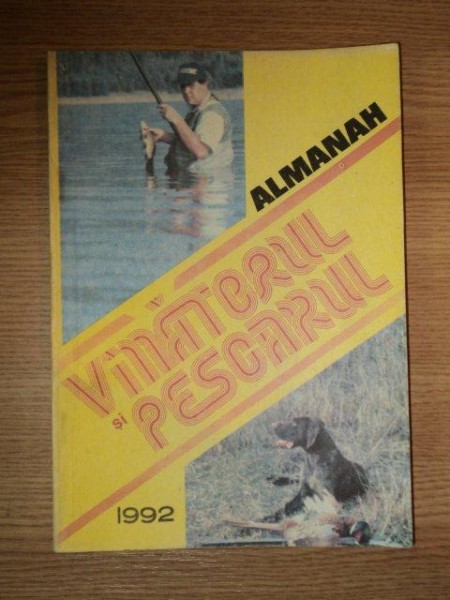 ALMANAH
VÎNĂTORUL
și PESCARUL
1992